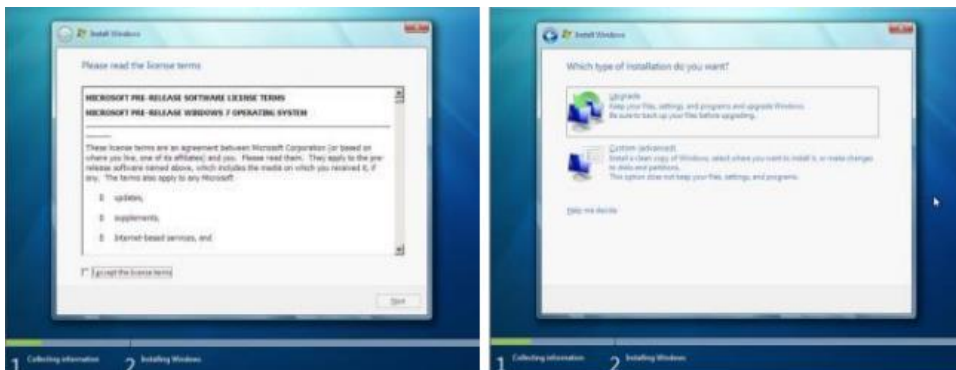 Install Windows
Please read the license terms
MICROSOFT PRE-RELEASE SOFTWARE LICENSE TERMS
MICROSOFT PRE-RELEASE WINDOWS 7 OPERATING SYSTEM
These license terms are an agreement between Microsoft Corporation (or based on
where you live, one of its affiliates) and you. Please read them. They apply to the pre-
release software named above, which includes the media on which you received it, if
any. The terms also apply to any Microsoft
updates,
supplements,
Internet-based services, and
I accept the license terms
Next
1 Collecting information 2 Installing Windows
Install Windows
Which type of installation do you want?
Upgrade
Keep your files, settings, and programs and upgrade Windows.
Be sure to back up your files before upgrading.
Custom (advanced)
Install a clean copy of Windows, select where you want to install it, or make changes
to disks and partitions.
This option does not keep your files, settings, and programs.
Help me decide
1 Collecting information 2 Installing Windows